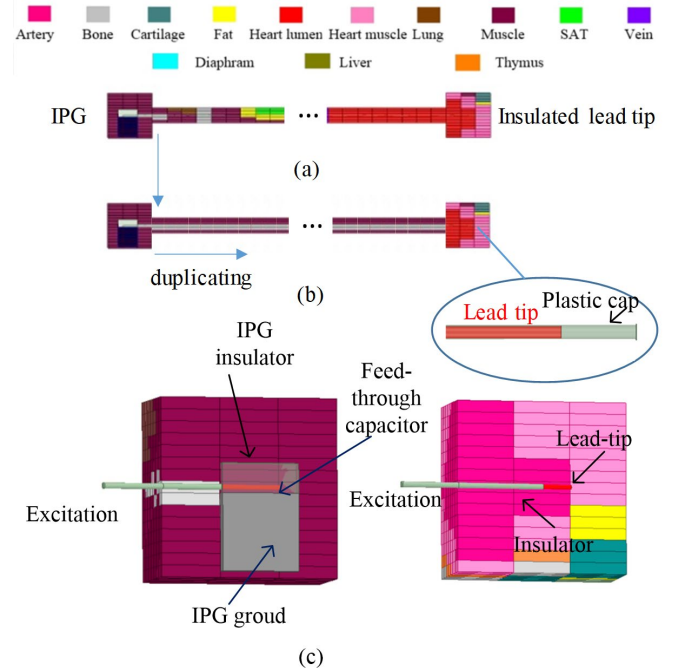 Artery Bone Cartilage Fat Heart lumen Heart muscle Lung Muscle SAT Vein
Diaphram Liver Thymus
IPG ... Insulated lead tip
(a)
...
duplicating
(b)
Plastic cap
Lead tip
IPG
insulator
Feed-
through
capacitor
Excitation
IPG groud
Lead-tip
Excitation
Insulator
(c)